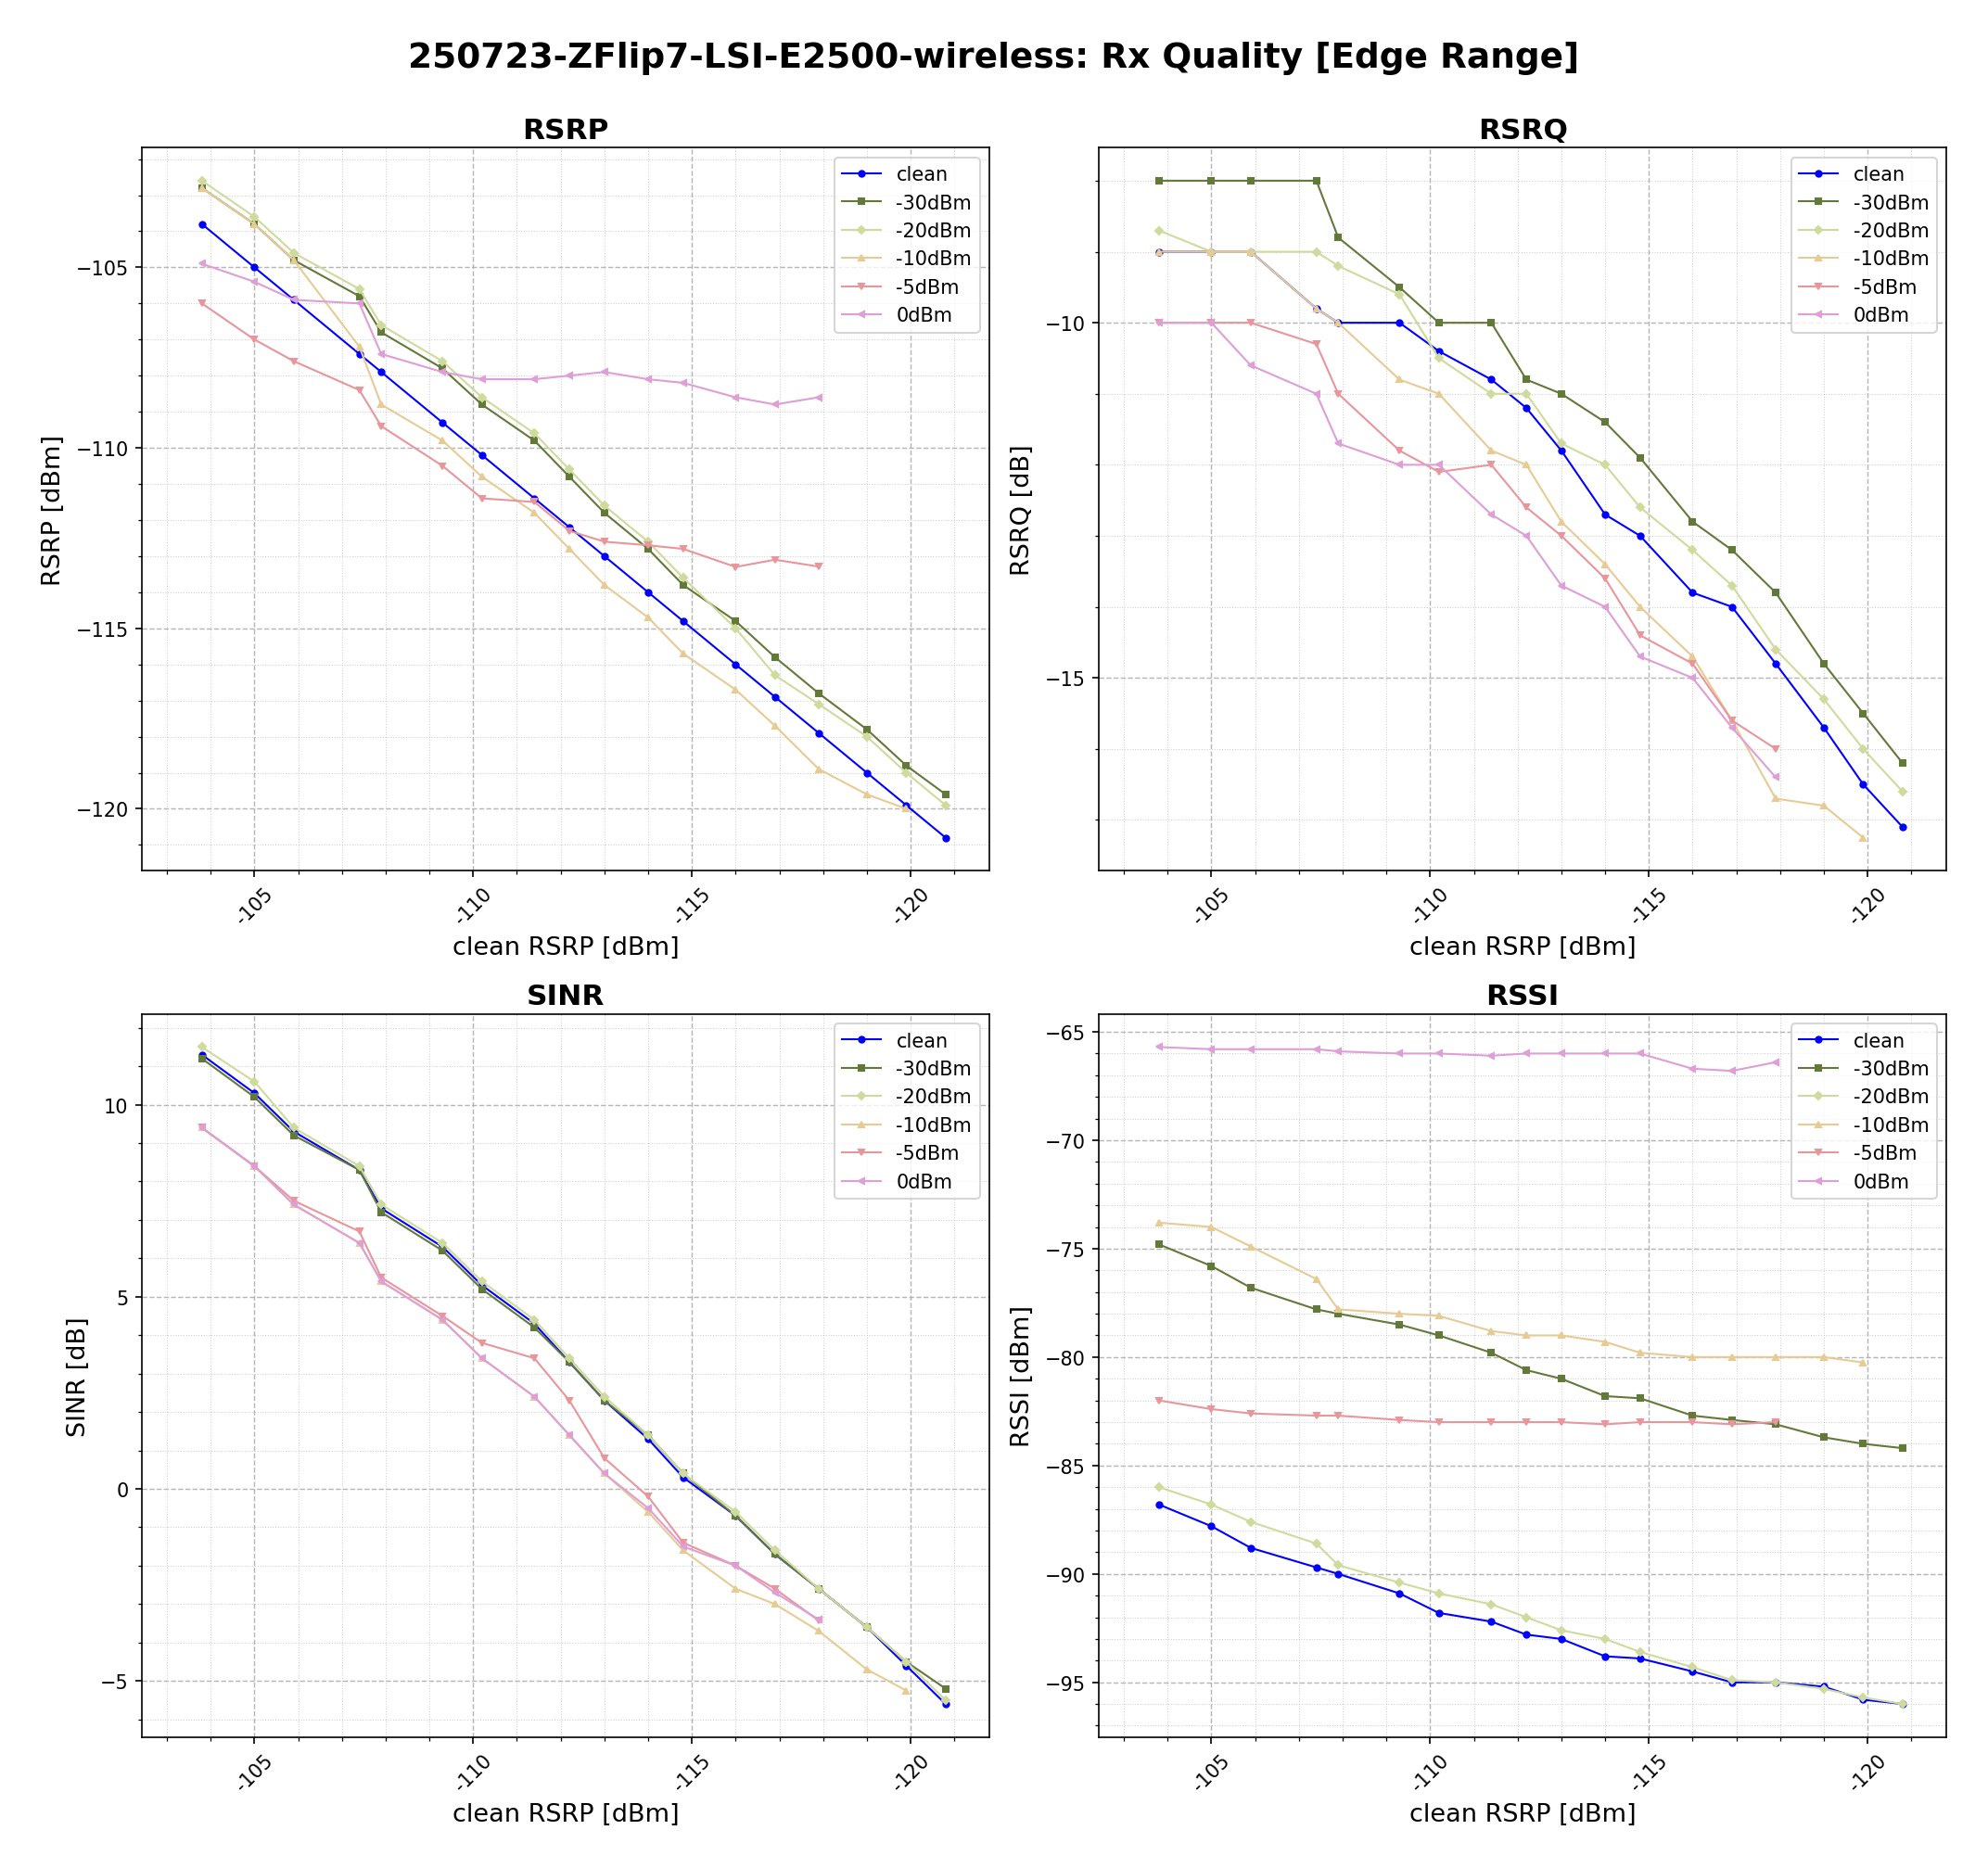 250723-ZFlip7-LSI-E2500-wireless: Rx Quality [Edge Range]
RSRP
clean
-30dBm
-20dBm
-10dBm
-5dBm
0dBm
RSRP [dBm]
−105
−110
−115
−120
-105
-110
-115
-120
clean RSRP [dBm]
RSRQ
clean
-30dBm
-20dBm
-10dBm
-5dBm
0dBm
RSRQ [dB]
−10
−15
-105
-110
-115
-120
clean RSRP [dBm]
SINR
clean
-30dBm
-20dBm
-10dBm
-5dBm
0dBm
SINR [dB]
10
5
0
−5
-105
-110
-115
-120
clean RSRP [dBm]
RSSI
clean
-30dBm
-20dBm
-10dBm
-5dBm
0dBm
RSSI [dBm]
−65
−70
−75
−80
−85
−90
−95
-105
-110
-115
-120
clean RSRP [dBm]